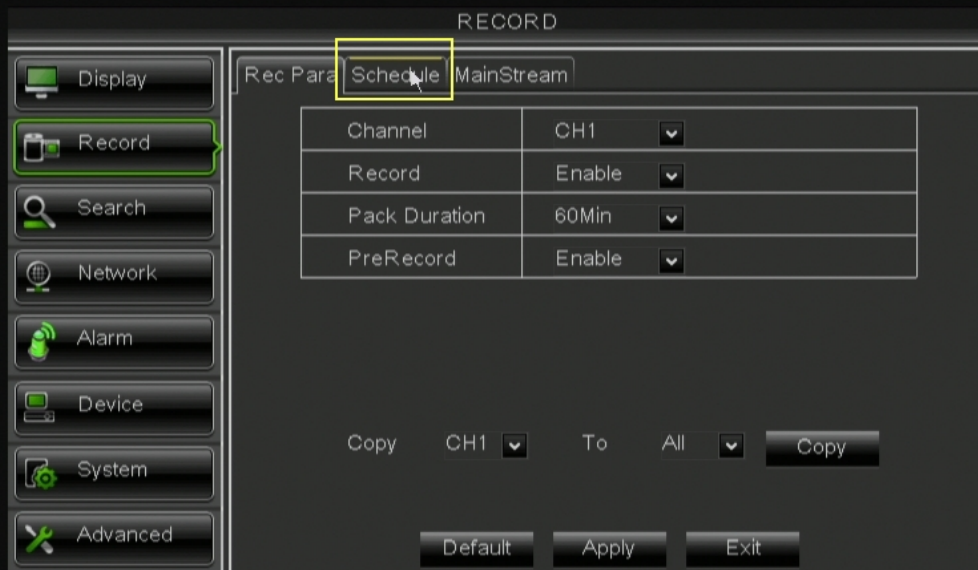 RECORD
Display
Record
Search
Network
Alarm
Device
System
Advanced
Rec Para Schedule MainStream
Channel CH1
Record Enable
Pack Duration 60Min
PreRecord Enable
Copy CH1 To All Copy
Default Apply Exit